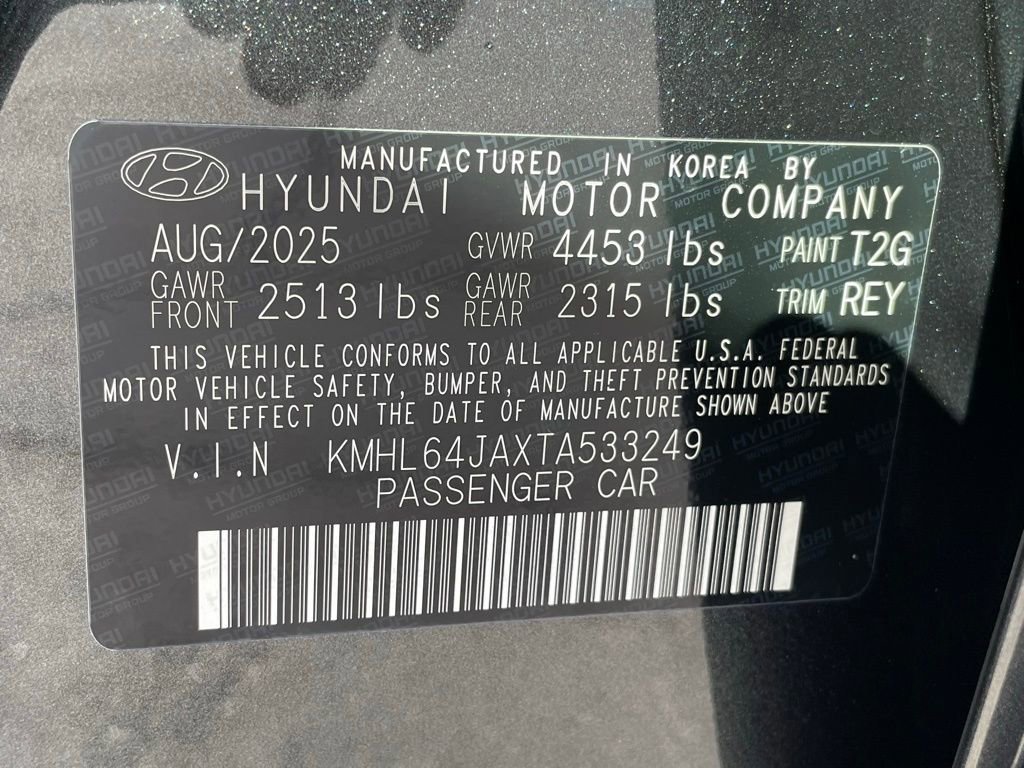 MANUFACTURED IN KOREA BY
HYUNDAI MOTOR COMPANY
AUG/2025 GVWR 4453 lbs PAINT T2G
GAWR FRONT 2513 lbs GAWR REAR 2315 lbs TRIM REY
THIS VEHICLE CONFORMS TO ALL APPLICABLE U.S.A. FEDERAL
MOTOR VEHICLE SAFETY, BUMPER, AND THEFT PREVENTION STANDARDS
IN EFFECT ON THE DATE OF MANUFACTURE SHOWN ABOVE
V.I.N KMHL64JAXTA533249
PASSENGER CAR